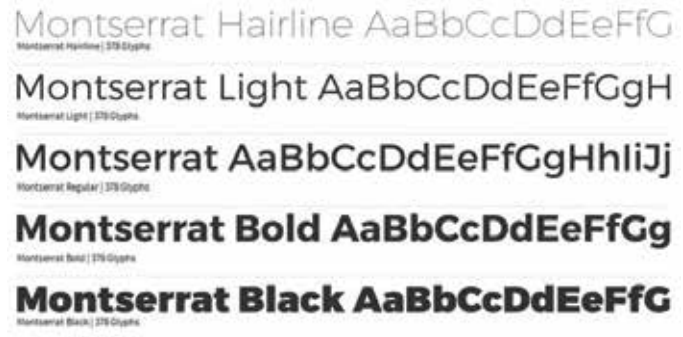 Montserrat Hairline AaBbCcDdEeFfG
Montserrat Hairline | 378 Glyphs
Montserrat Light AaBbCcDdEeFfGgH
Montserrat Light | 378 Glyphs
Montserrat AaBbCcDdEeFfGgHhIiJj
Montserrat Regular | 378 Glyphs
Montserrat Bold AaBbCcDdEeFfGg
Montserrat Bold | 378 Glyphs
Montserrat Black AaBbCcDdEeFfG
Montserrat Black | 378 Glyphs